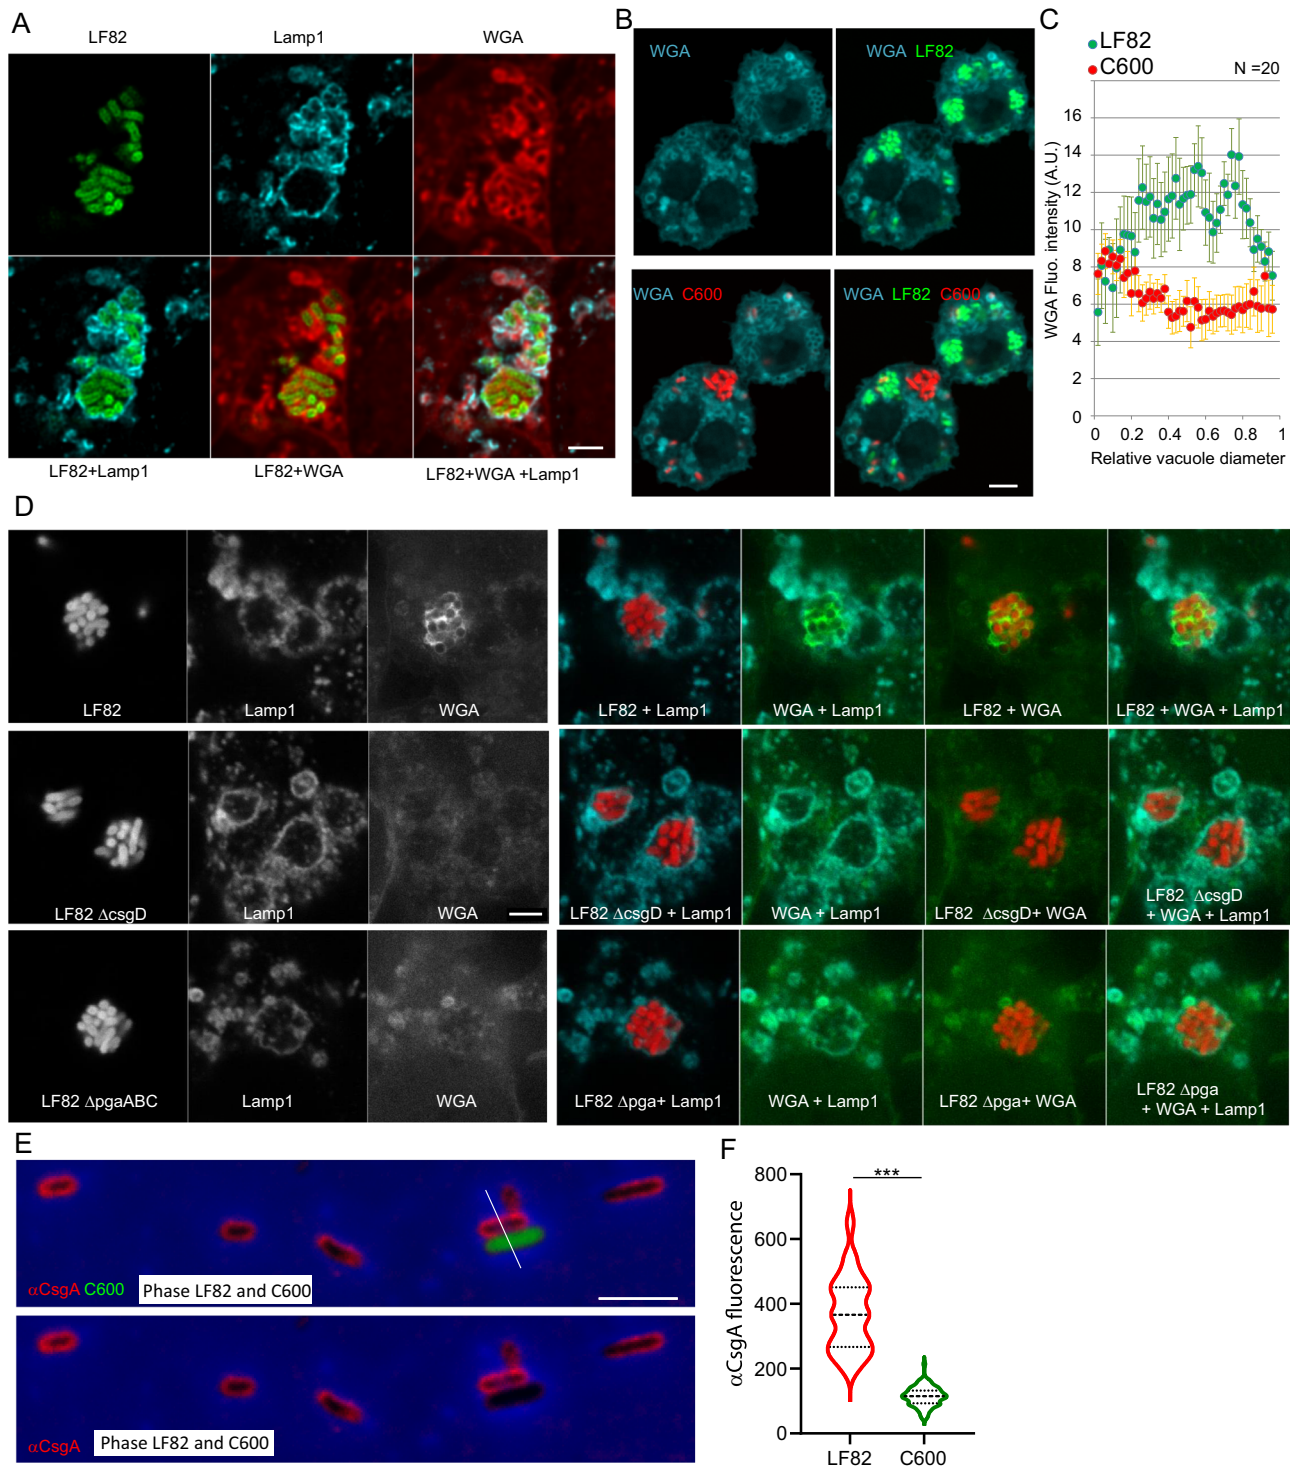 A
LF82
Lamp1
WGA
LF82+Lamp1
LF82+WGA
LF82+WGA +Lamp1
B
WGA
WGA LF82
WGA C600
WGA LF82 C600
C
LF82
C600
N =20
WGA Fluo. intensity (A.U.)
16
14
12
10
8
6
4
2
0
0
0.2
0.4
0.6
0.8
1
Relative vacuole diameter
D
LF82
Lamp1
WGA
LF82 + Lamp1
WGA + Lamp1
LF82 + WGA
LF82 + WGA + Lamp1
LF82 ΔcsgD
Lamp1
WGA
LF82 ΔcsgD + Lamp1
WGA + Lamp1
LF82 ΔcsgD+ WGA
LF82 ΔcsgD
+ WGA + Lamp1
LF82 ΔpgaABC
Lamp1
WGA
LF82 Δpga+ Lamp1
WGA + Lamp1
LF82 Δpga+ WGA
LF82 Δpga
+ WGA + Lamp1
E
αCsgA C600
Phase LF82 and C600
αCsgA
Phase LF82 and C600
F
αCsgA fluorescence
800
600
400
200
0
***
LF82
C600